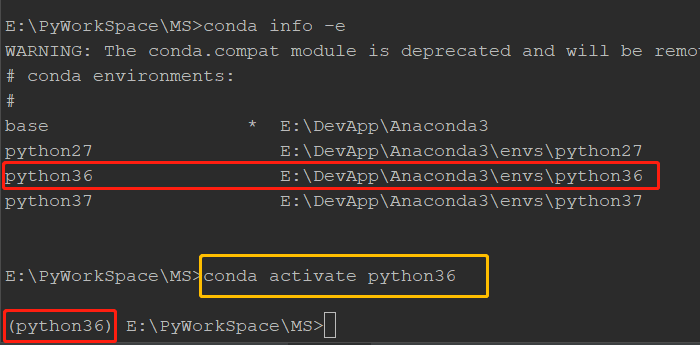 E:\PyWorkSpace\MS>conda info -e
WARNING: The conda.compat module is deprecated and will be
# conda environments:
#
base * E:\DevApp\Anaconda3
python27 E:\DevApp\Anaconda3\envs\python27
python36 E:\DevApp\Anaconda3\envs\python36
python37 E:\DevApp\Anaconda3\envs\python37
E:\PyWorkSpace\MS>conda activate python36
(python36) E:\PyWorkSpace\MS>